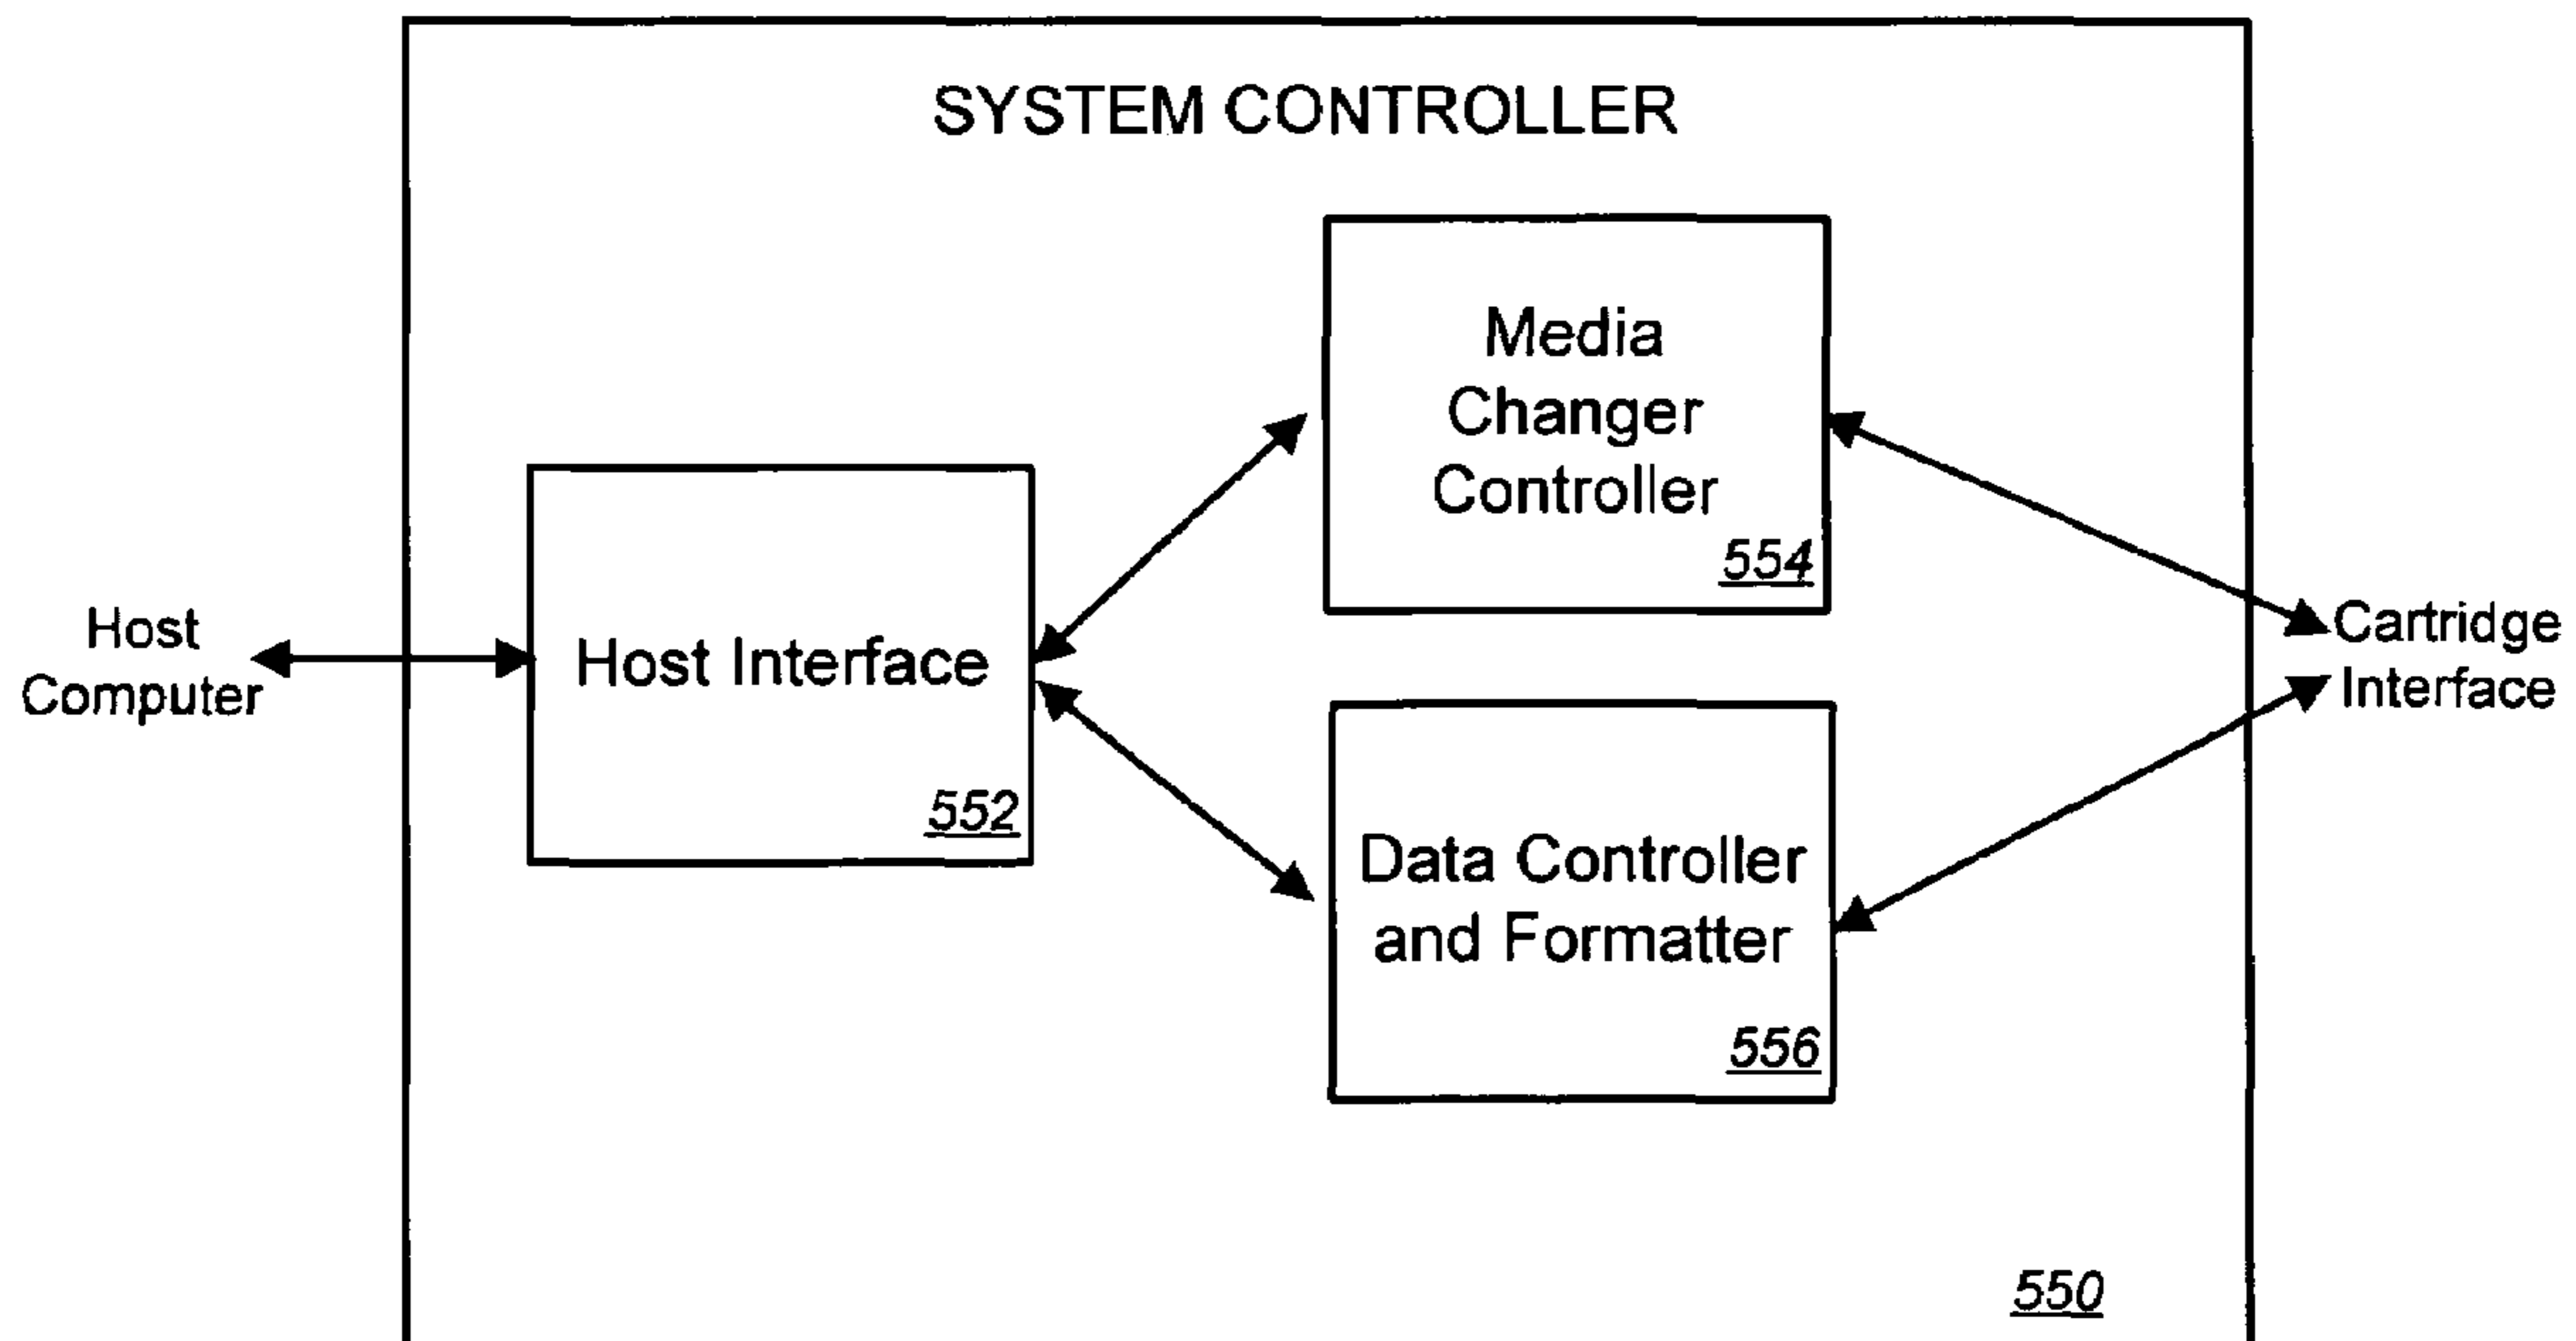 SYSTEM CONTROLLER
Media
Changer
Controller
554
Host
Computer
Host Interface
552
Cartridge
Interface
Data Controller
and Formatter
556
550